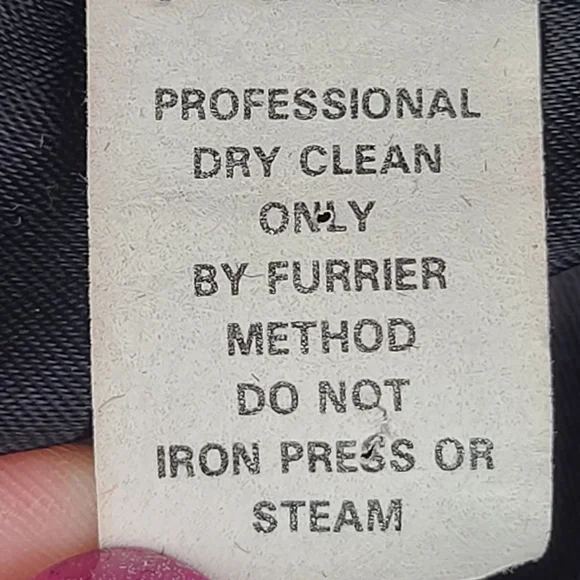 PROFESSIONAL
DRY CLEAN
ONLY
BY FURRIER
METHOD
DO NOT
IRON PRESS OR
STEAM